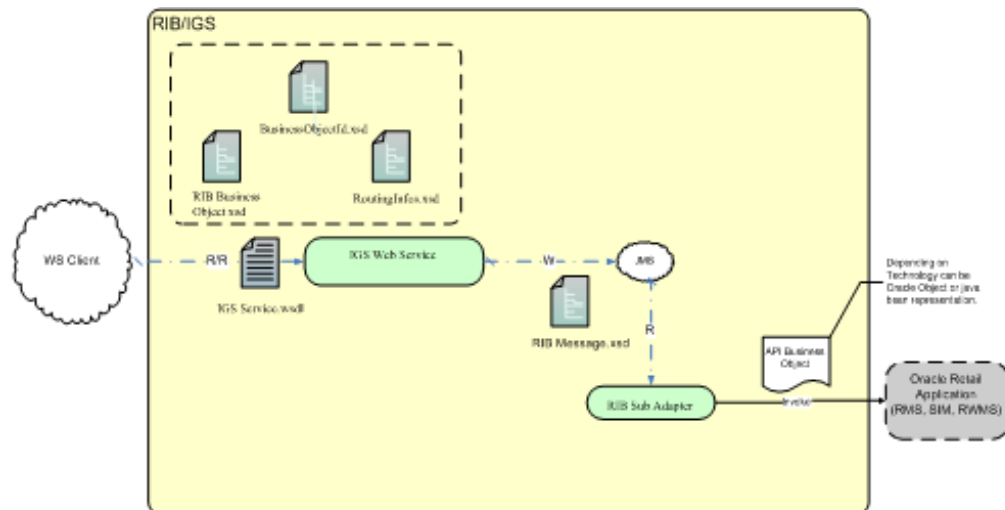 RIB/IGS
BusinessObjectId.xsd
RIB Business
Object.xsd
RoutingInfos.xsd
WS Client
R/R
IGS Service.wsdl
IGS Web Service
W
JMS
RIB Message.xsd
R
RIB Sub Adapter
API Business
Object
Invoke
Depending on
Technology can be
Oracle Object or java
bean representation.
Oracle Retail
Application
(RMS, SIM, RWMS)